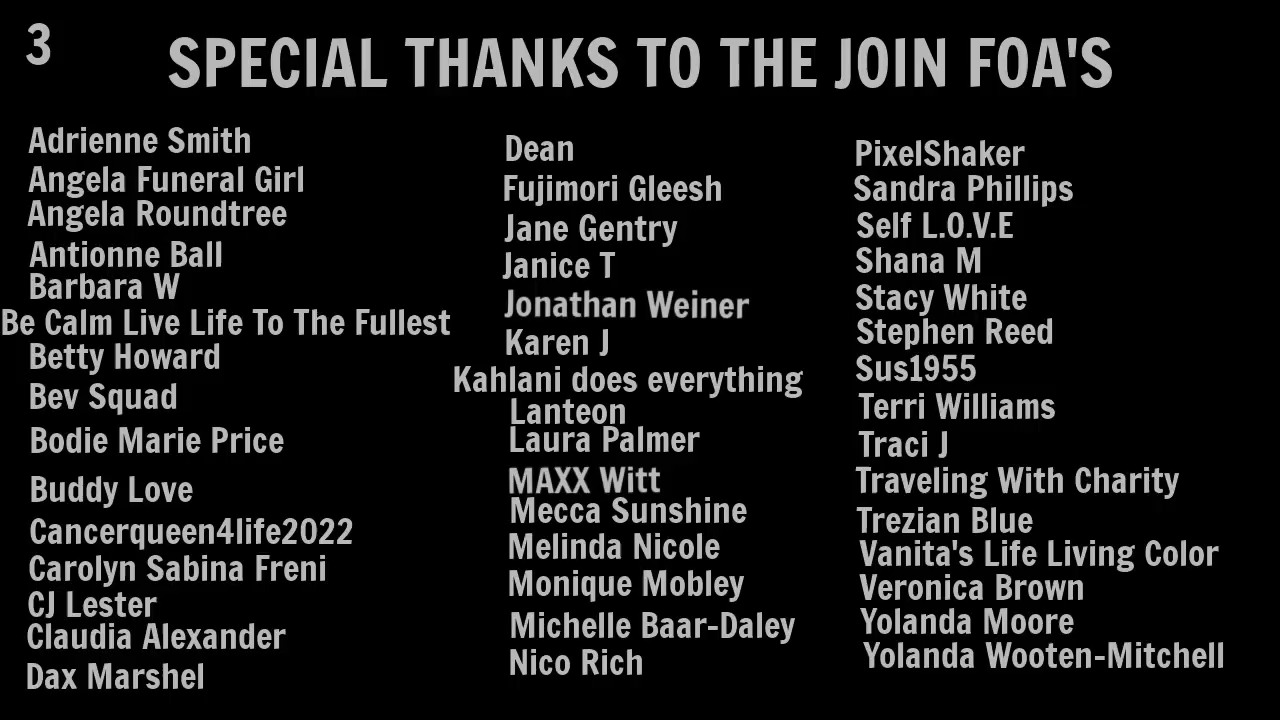 3
SPECIAL THANKS TO THE JOIN FOA'S
Adrienne Smith
Angela Funeral Girl
Angela Roundtree
Antionne Ball
Barbara W
Be Calm Live Life To The Fullest
Betty Howard
Bev Squad
Bodie Marie Price
Buddy Love
Cancerqueen4life2022
Carolyn Sabina Freni
CJ Lester
Claudia Alexander
Dax Marshel
Dean
Fujimori Gleesh
Jane Gentry
Janice T
Jonathan Weiner
Karen J
Kahlani does everything
Lanteon
Laura Palmer
MAXX Witt
Mecca Sunshine
Melinda Nicole
Monique Mobley
Michelle Baar-Daley
Nico Rich
PixelShaker
Sandra Phillips
Self L.O.V.E
Shana M
Stacy White
Stephen Reed
Sus1955
Terri Williams
Traci J
Traveling With Charity
Trezian Blue
Vanita's Life Living Color
Veronica Brown
Yolanda Moore
Yolanda Wooten-Mitchell